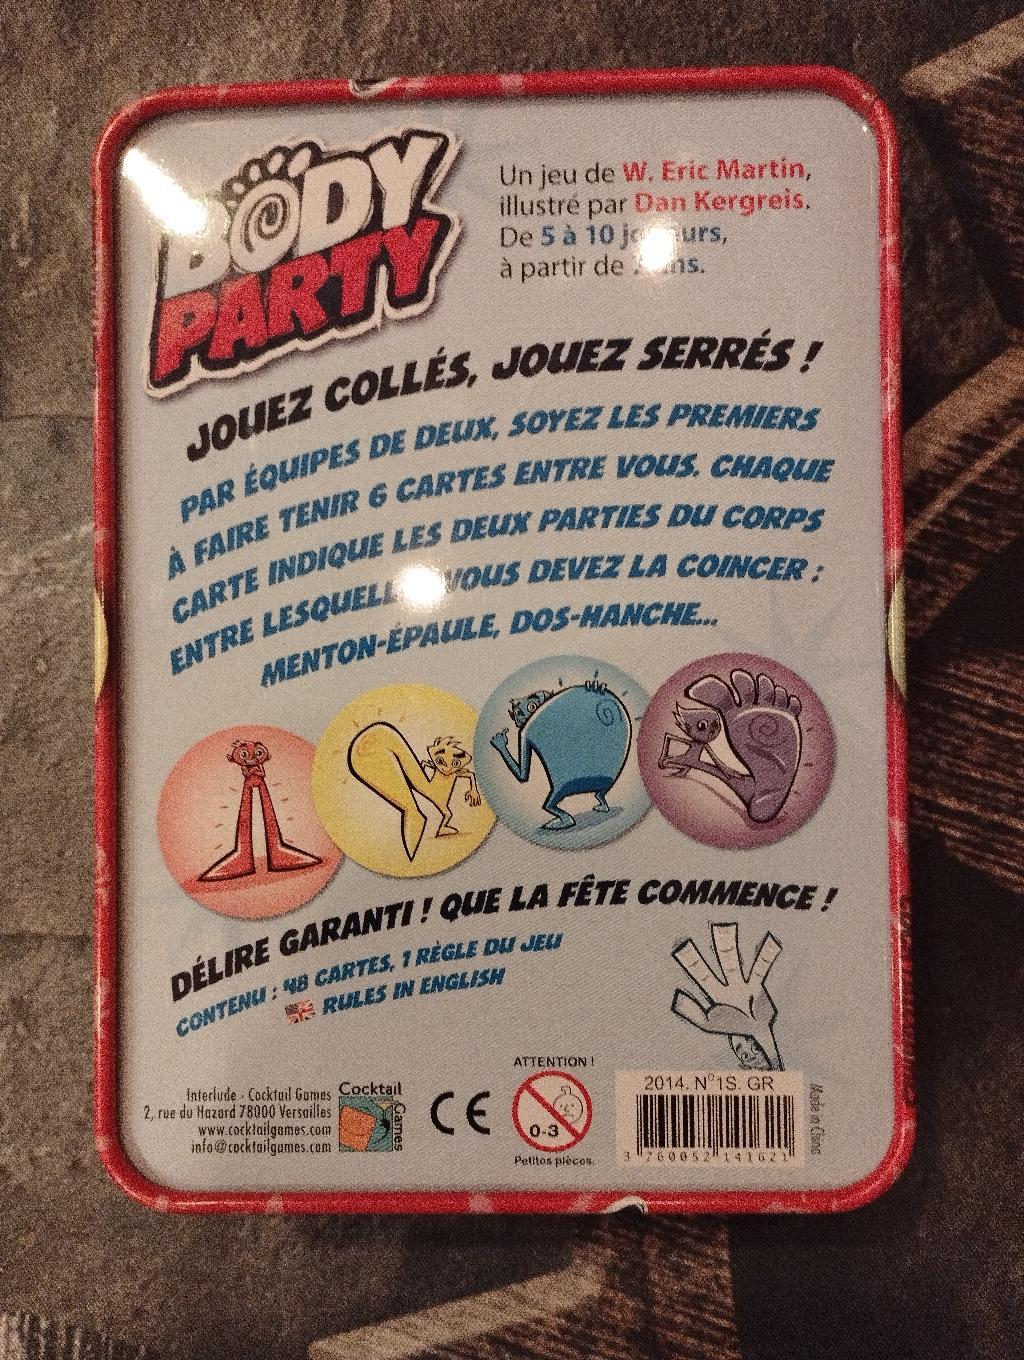 BODY
PARTY
Un jeu de W. Eric Martin,
illustré par Dan Kergreis.
De 5 à 10
à partir de
JOUEZ COLLÉS, JOUEZ SERRÉS !
PAR ÉQUIPES DE DEUX, SOYEZ LES PREMIERS
À FAIRE TENIR 6 CARTES ENTRE VOUS. CHAQUE
CARTE INDIQUE LES DEUX PARTIES DU CORPS
ENTRE VOUS DEVEZ LA COINCER :
MENTON-ÉPAULE, DOS-HANCHE...
DÉLIRE GARANTI ! QUE LA FÊTE COMMENCE !
CONTENU : 48 CARTES, 1 RÈGLE DU JEU
RULES IN ENGLISH
Interlude - Cocktail Games
2, rue du Hazard 78000 Versailles
www.cocktailgames.com
info@cocktailgames.com
Cocktail
Games
CE
ATTENTION !
0-3
Petites pièces.
2014. N°1S. GR
3 760052 141621
Made in China